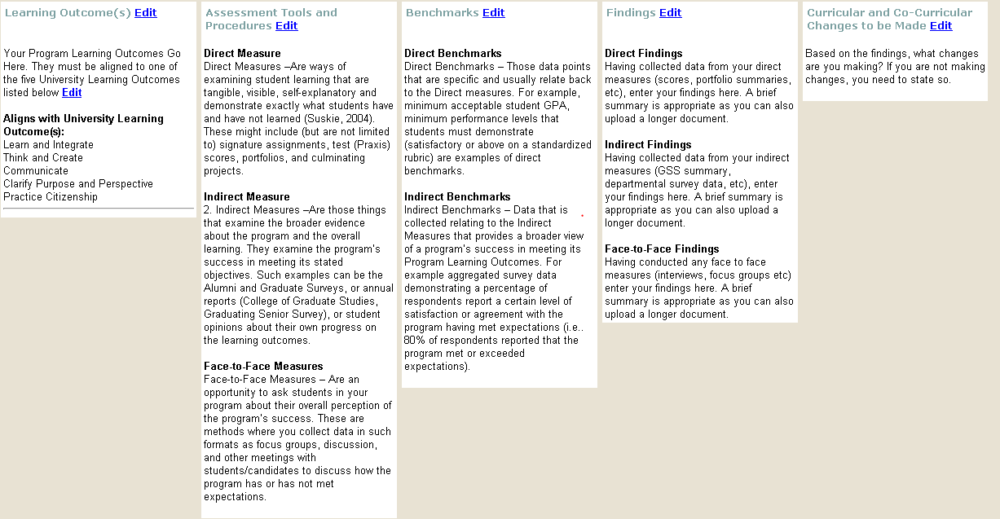 Learning Outcome(s) Edit
Your Program Learning Outcomes Go
Here. They must be aligned to one of
the five University Learning Outcomes
listed below Edit
Aligns with University Learning
Outcome(s):
Learn and Integrate
Think and Create
Communicate
Clarify Purpose and Perspective
Practice Citizenship
Assessment Tools and
Procedures Edit
Direct Measure
Direct Measures –Are ways of
examining student learning that are
tangible, visible, self-explanatory and
demonstrate exactly what students have
and have not learned (Suskie, 2004).
These might include (but are not limited
to) signature assignments, test (Praxis)
scores, portfolios, and culminating
projects.
Indirect Measure
2. Indirect Measures –Are those things
that examine the broader evidence
about the program and the overall
learning. They examine the program's
success in meeting its stated
objectives. Such examples can be the
Alumni and Graduate Surveys, or annual
reports (College of Graduate Studies,
Graduating Senior Survey), or student
opinions about their own progress on
the learning outcomes.
Face-to-Face Measures
Face-to-Face Measures – Are an
opportunity to ask students in your
program about their overall perception of
the program's success. These are
methods where you collect data in such
formats as focus groups, discussion,
and other meetings with
students/candidates to discuss how the
program has or has not met
expectations.
Benchmarks Edit
Direct Benchmarks
Direct Benchmarks – Those data points
that are specific and usually relate back
to the Direct measures. For example,
minimum acceptable student GPA,
minimum performance levels that
students must demonstrate
(satisfactory or above on a standardized
rubric) are examples of direct
benchmarks.
Indirect Benchmarks
Indirect Benchmarks – Data that is
collected relating to the Indirect
Measures that provides a broader view
of a program's success in meeting its
Program Learning Outcomes. For
example aggregated survey data
demonstrating a percentage of
respondents report a certain level of
satisfaction or agreement with the
program having met expectations (i.e..
80% of respondents reported that the
program met or exceeded
expectations).
Findings Edit
Direct Findings
Having collected data from your direct
measures (scores, portfolio summaries,
etc), enter your findings here. A brief
summary is appropriate as you can also
upload a longer document.
Indirect Findings
Having collected data from your indirect
measures (GSS summary,
departmental survey data, etc), enter
your findings here. A brief summary is
appropriate as you can also upload a
longer document.
Face-to-Face Findings
Having conducted any face to face
measures (interviews, focus groups etc)
enter your findings here. A brief
summary is appropriate as you can also
upload a longer document.
Curricular and Co-Curricular
Changes to be Made Edit
Based on the findings, what changes
are you making? If you are not making
changes, you need to state so.